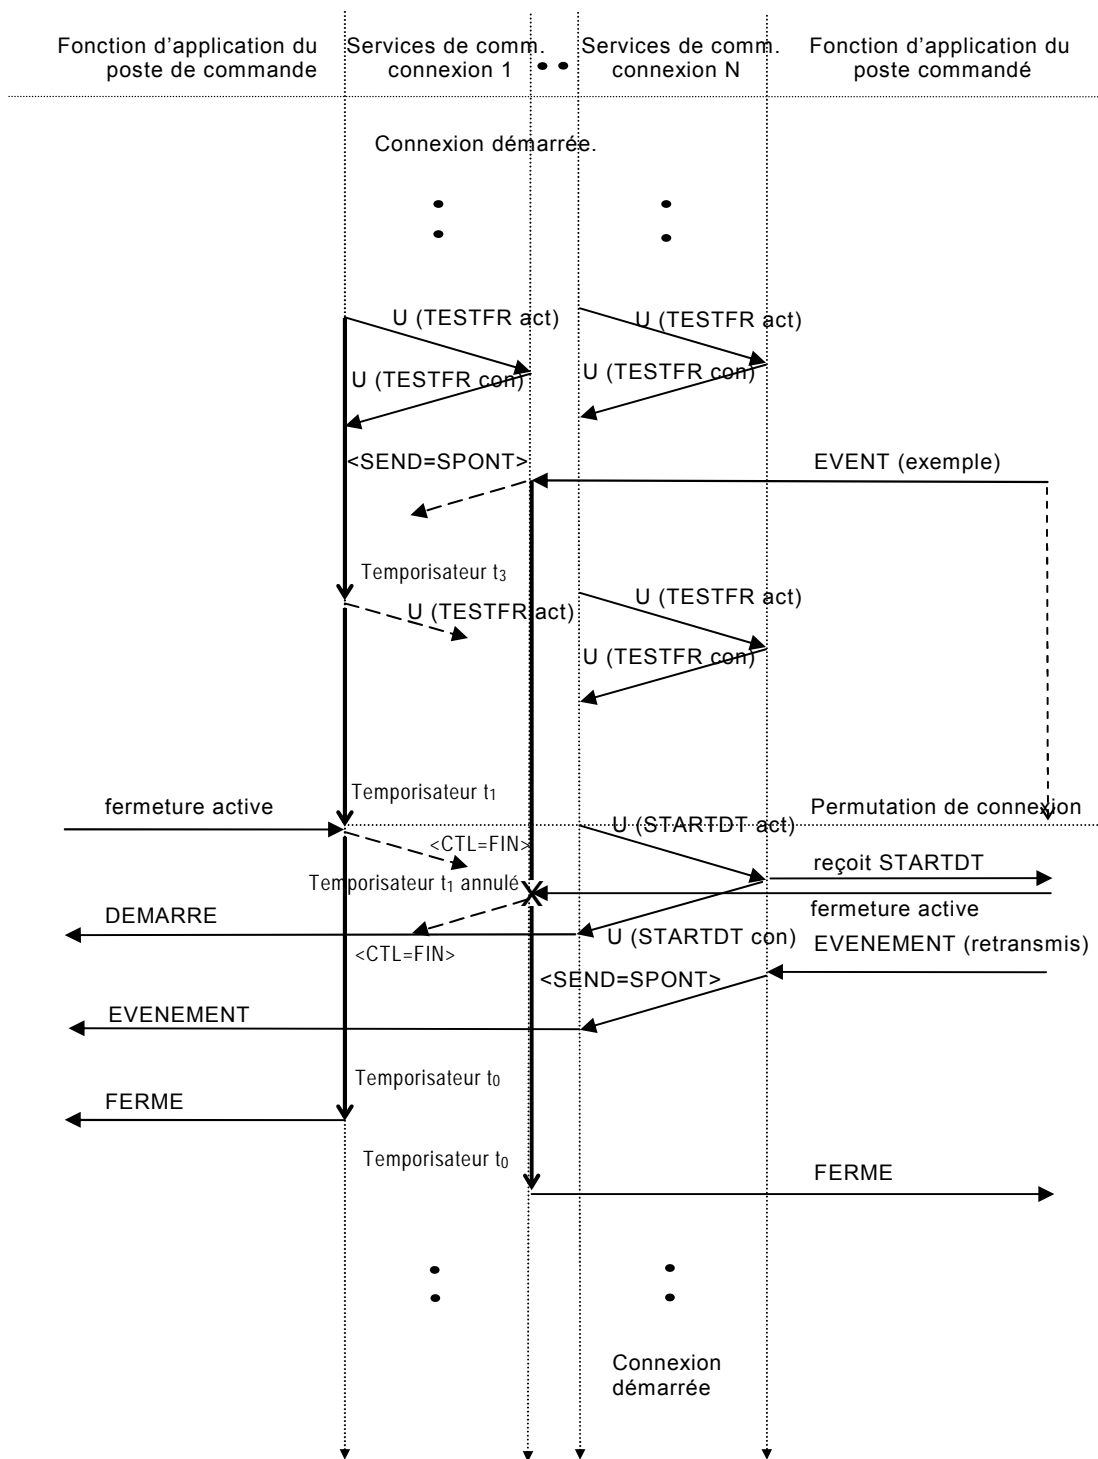 Fonction d'application du
poste de commande
Services de comm.
connexion 1
Services de comm.
connexion N
Fonction d'application du
poste commandé
Connexion démarrée.
U (TESTFR act)
U (TESTFR act)
U (TESTFR con)
U (TESTFR con)
<SEND=SPONT>
EVENT (exemple)
Temporisateur t3
U (TESTFR act)
U (TESTFR act)
U (TESTFR con)
Temporisateur t1
fermeture active
Permutation de connexion
U (STARTDT act)
<CTL=FIN>
reçoit STARTDT
Temporisateur t1 annulé
fermeture active
DEMARRE
U (STARTDT con)
<CTL=FIN>
EVENEMENT (retransmis)
<SEND=SPONT>
EVENEMENT
Temporisateur t0
FERME
Temporisateur t0
FERME
Connexion
démarrée